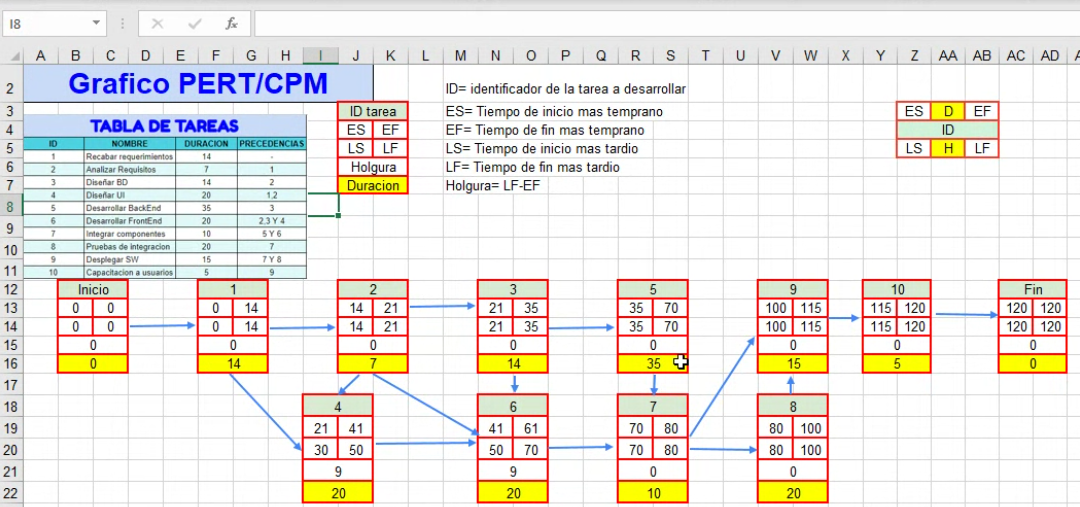 I8
fx
A B C D E F G H I J K L M N O P Q R S T U V W X Y Z AA AB AC AD
2 Grafico PERT/CPM ID= identificador de la tarea a desarrollar
3 ID tarea ES= Tiempo de inicio mas temprano ES D EF
TABLA DE TAREAS
4 ES EF EF= Tiempo de fin mas temprano ID
ID NOMBRE DURACION PRECEDENCIAS
5 LS LF LS= Tiempo de inicio mas tardio LS H LF
1 Recabar requerimientos 14 -
6 Holgura LF= Tiempo de fin mas tardio
2 Analizar Requisitos 7 1
7 Duracion Holgura= LF-EF
3 Diseñar BD 14 2
8
4 Diseñar UI 20 1,2
5 Desarrollar BackEnd 35 3
9
6 Desarrollar FrontEnd 20 2,3 Y 4
7 Integrar componentes 10 5 Y 6
10
8 Pruebas de integracion 20 7
9 Desplegar SW 15 7 Y 8
11
10 Capacitacion a usuarios 5 9
12 Inicio 1 2 3 5 9 10 Fin
13 0 0 0 14 14 21 21 35 35 70 100 115 115 120 120 120
14 0 0 0 14 14 21 21 35 35 70 100 115 115 120 120 120
15 0 0 0 0 0 0 0 0
16 0 14 7 14 35 15 5 0
17
18 4 6 7 8
19 21 41 41 61 70 80 80 100
20 30 50 50 70 70 80 80 100
21 9 9 0 0
22 20 20 10 20